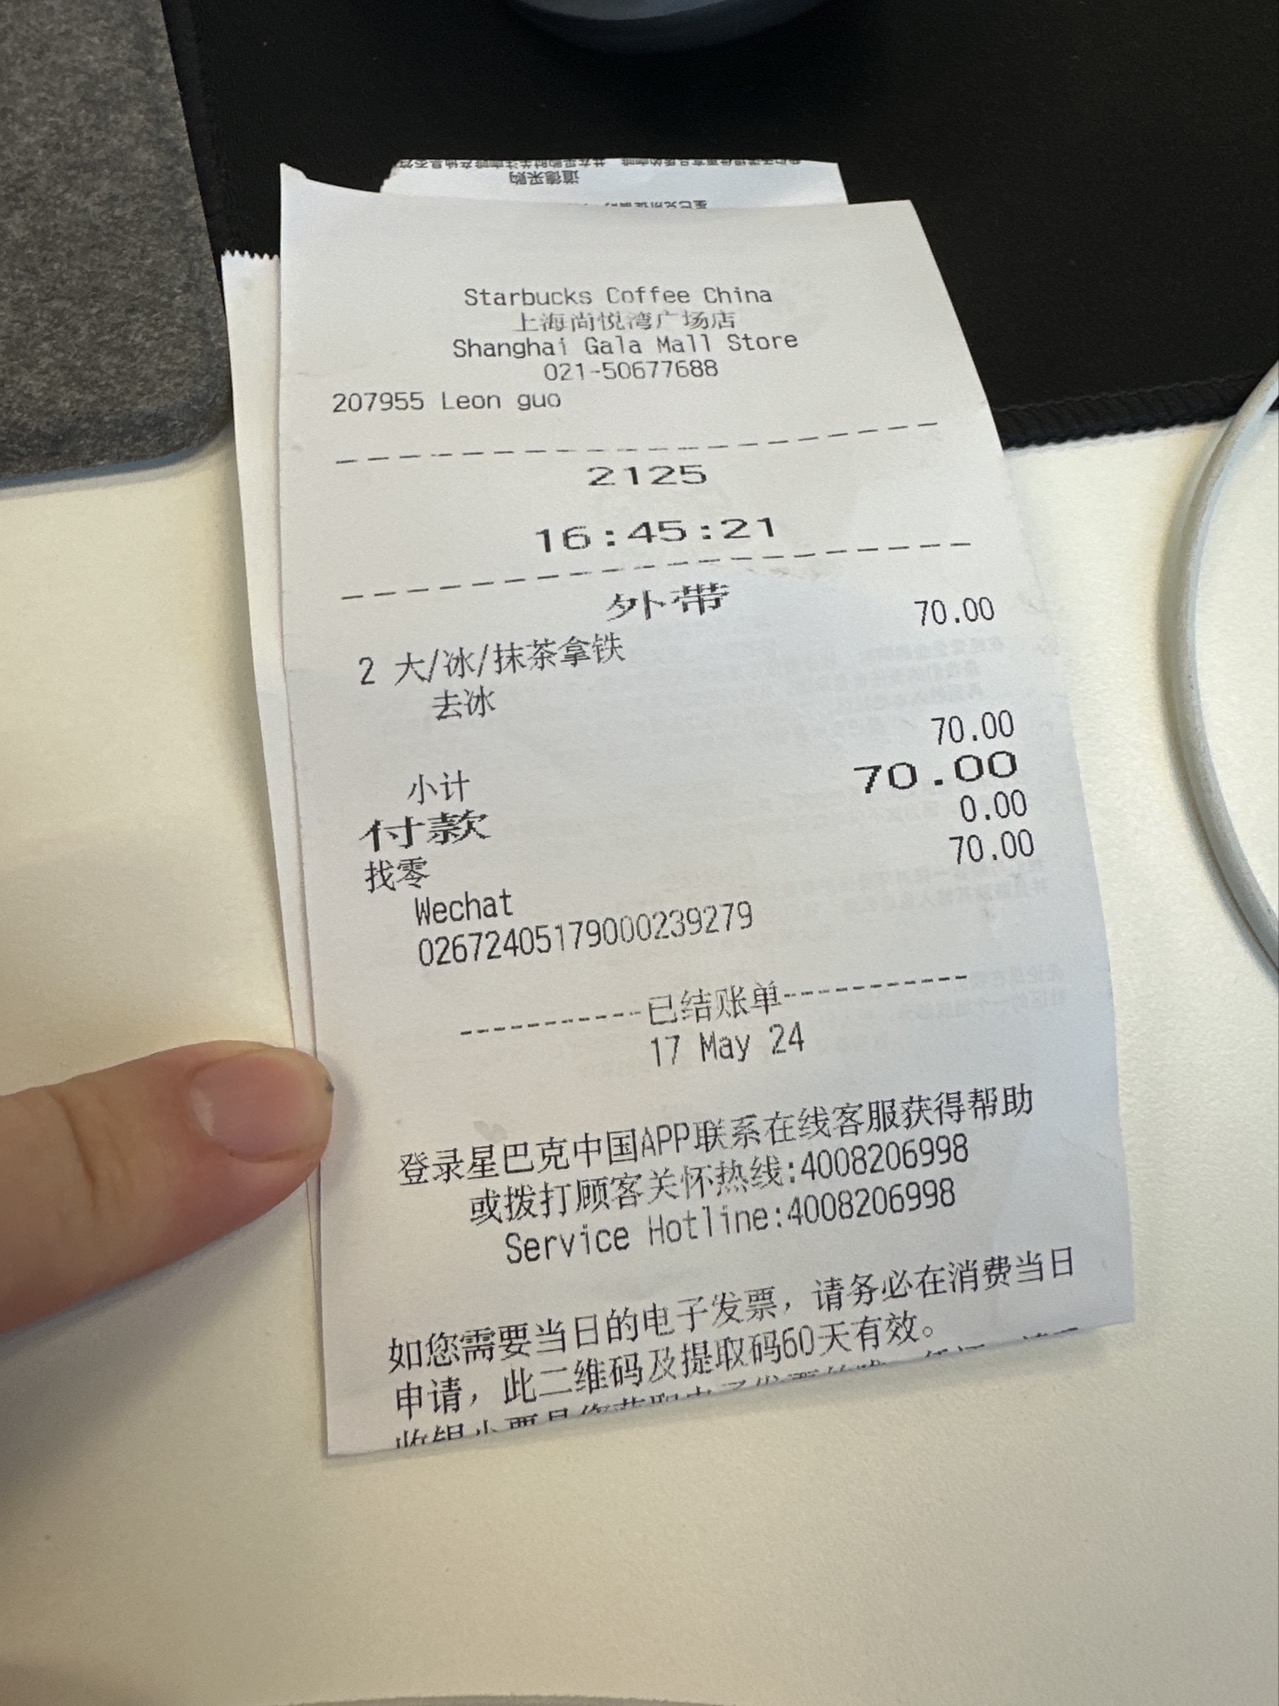 道德采购
Starbucks Coffee China
上海尚悦湾广场店
Shanghai Gala Mall Store
021-50677688
207955 Leon guo
2125
16:45:21
外带
2 大/冰/抹茶拿铁 70.00
去冰
小计 70.00
付款 70.00
找零 0.00
Wechat 70.00
02672405179000239279
-----------已结账单-----------
17 May 24
登录星巴克中国APP联系在线客服获得帮助
或拨打顾客关怀热线:4008206998
Service Hotline:4008206998
如您需要当日的电子发票，请务必在消费当日
申请，此二维码及提取码60天有效。